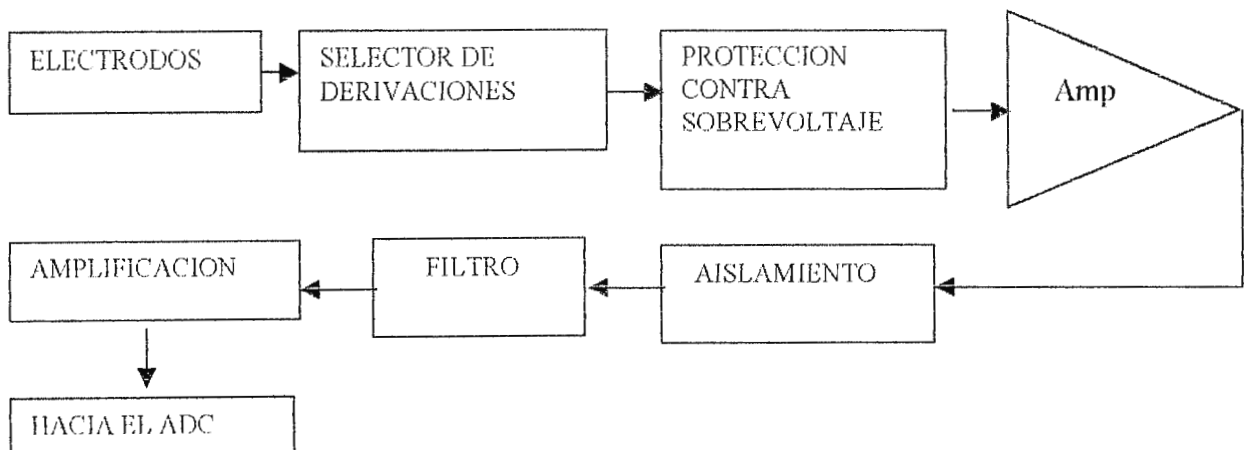 ELECTRODOS
SELECTOR DE
DERIVACIONES
PROTECCION
CONTRA
SOBREVOLTAJE
Amp
AISLAMIENTO
FILTRO
AMPLIFICACION
HACIA EL ADC